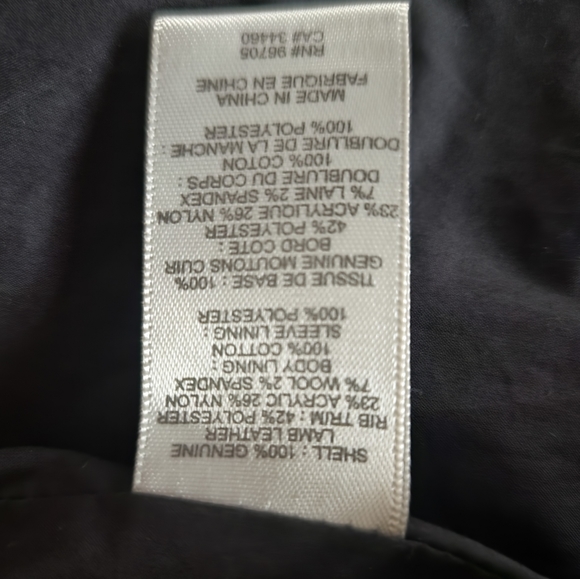 SHELL : 100% GENUINE
LAMB LEATHER
RIB TRIM : 42% POLYESTER
23% ACRYLIC 26% NYLON
7% WOOL 2% SPANDEX
BODY LINING :
100% COTTON
SLEEVE LINING :
100% POLYESTER
TISSUE DE BASE : 100%
GENUINE MOUTONS CUIR
BORD COTE :
42% POLYESTER
23% ACRYLIQUE 26% NYLON
7% LAINE 2% SPANDEX
DOUBLURE DU CORPS :
100% COTTON
DOUBLURE DE LA MANCHE :
100% POLYESTER
MADE IN CHINA
FABRIQUE EN CHINE
RN# 96705
CA# 34460